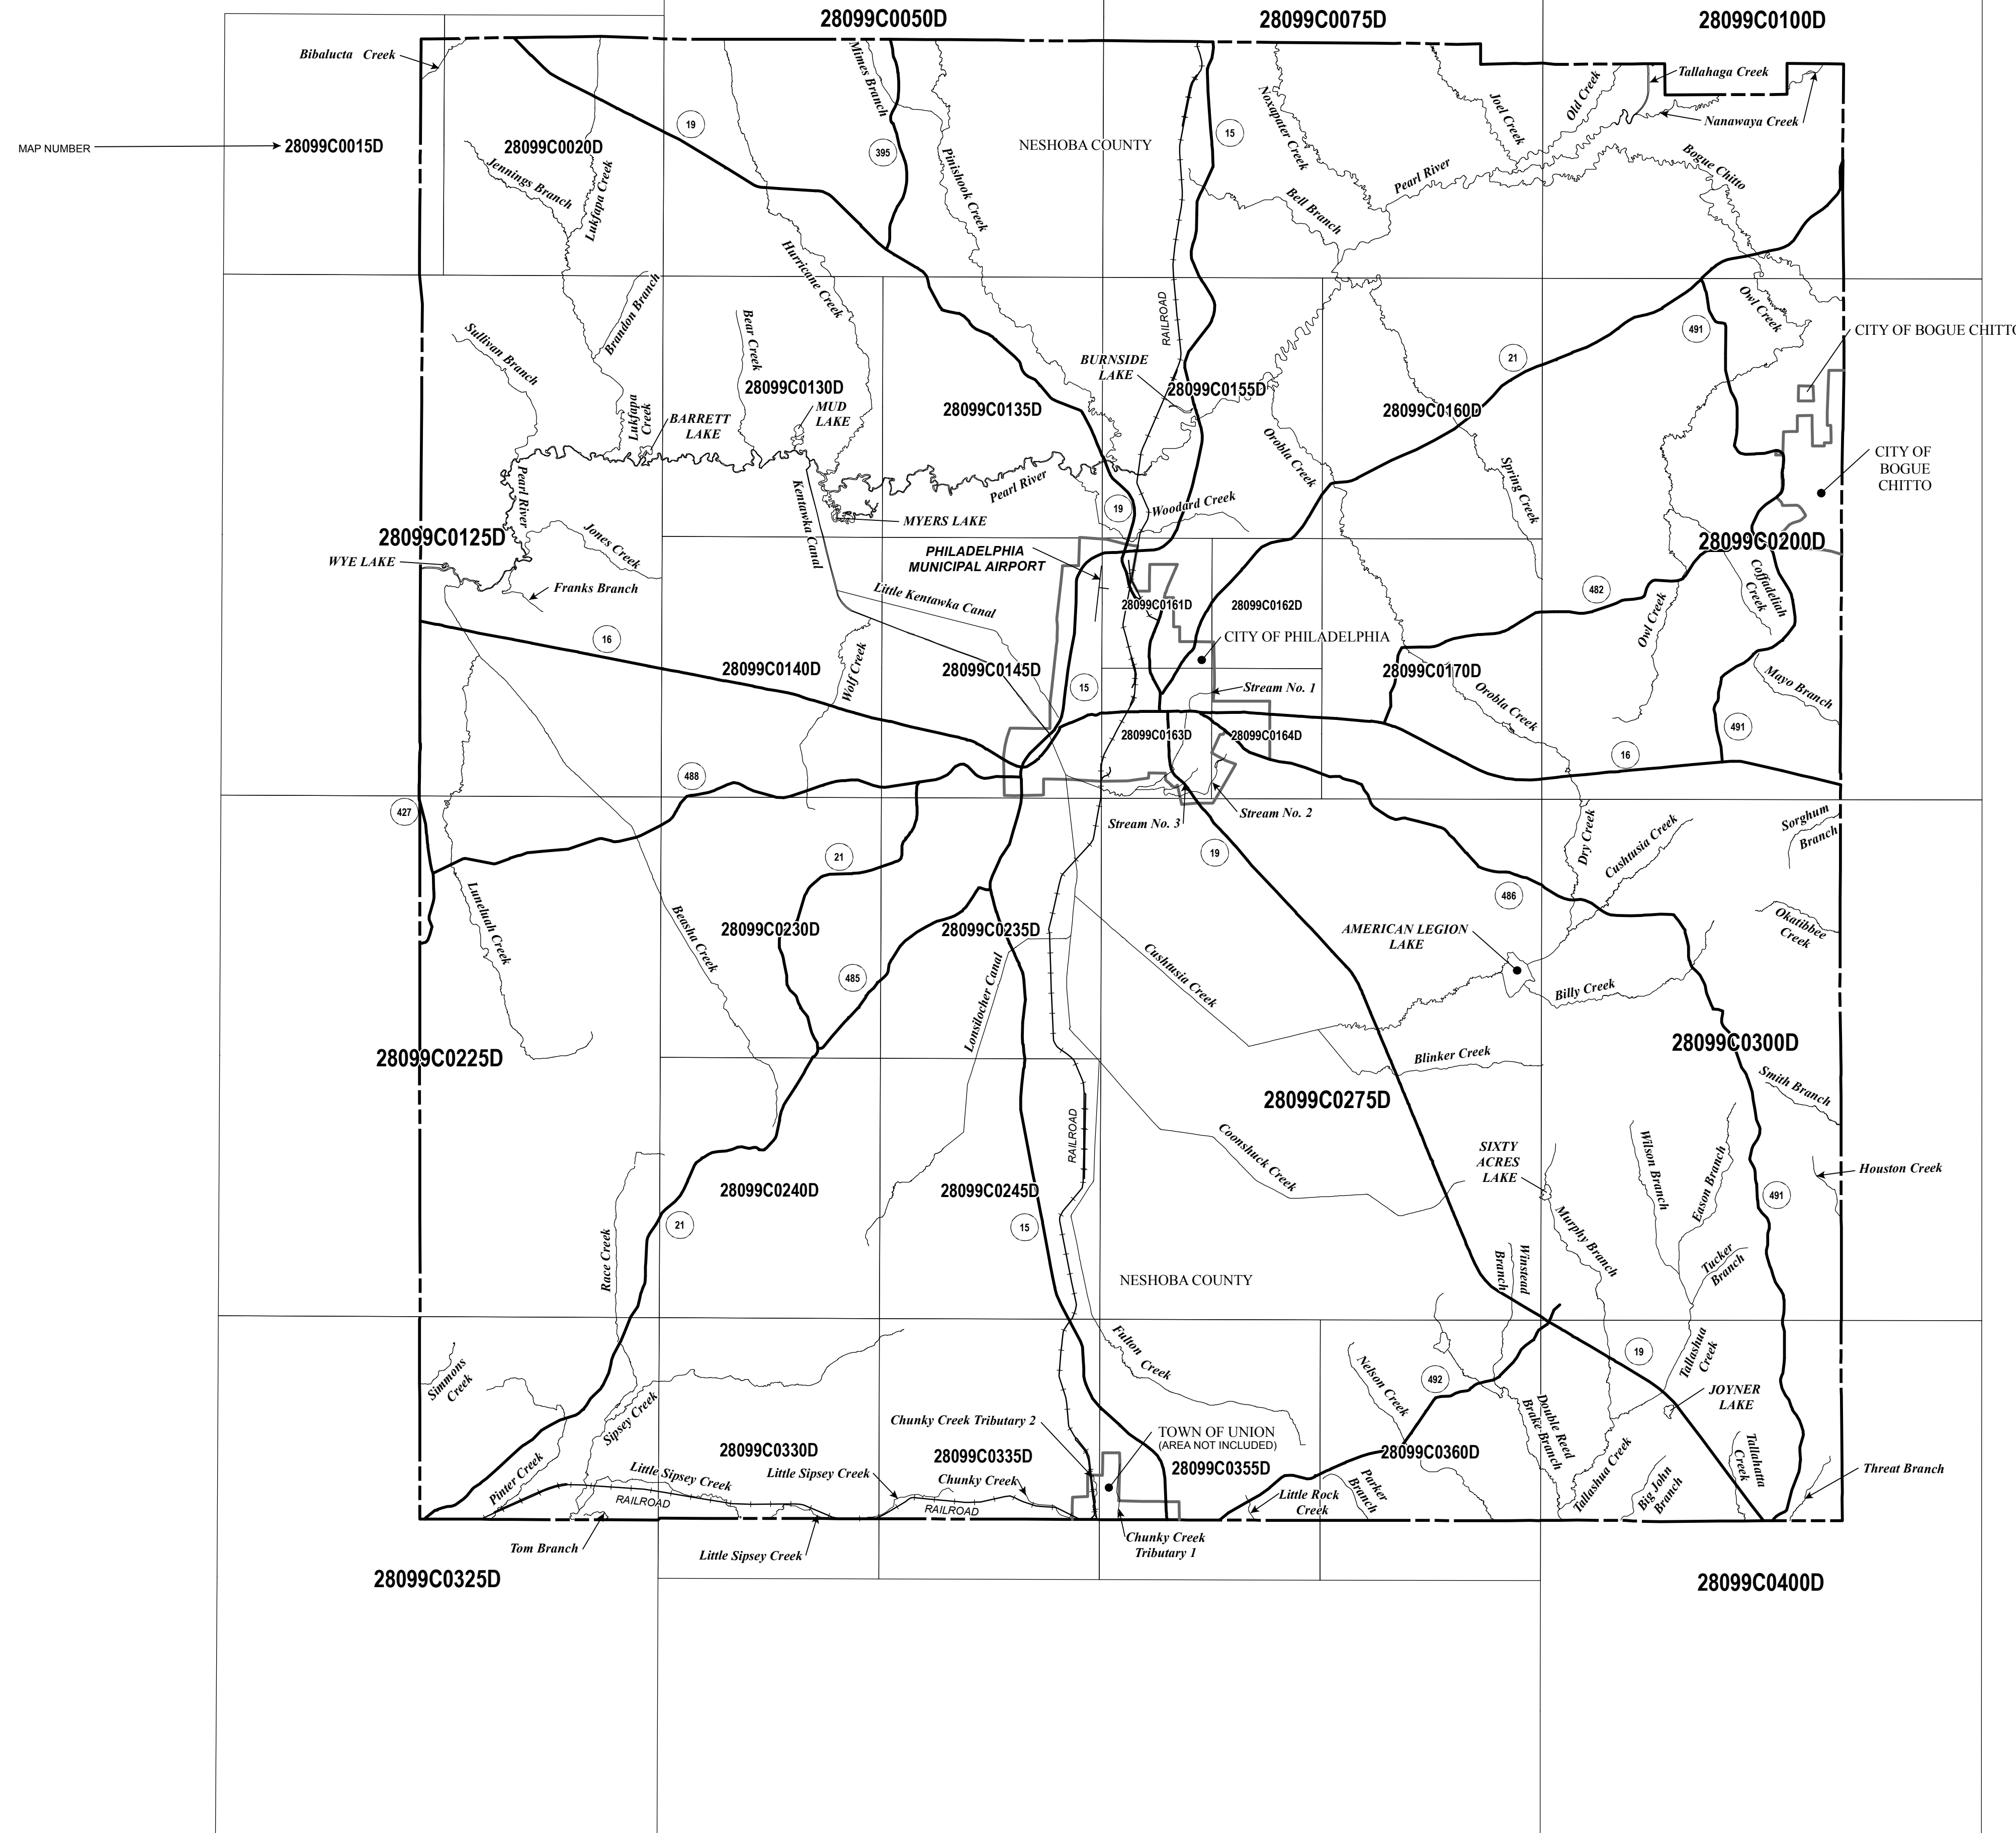 28099C0050D
28099C0075D
28099C0100D
Bibalucta Creek
Mimes Branch
Tallahaga Creek
Old Creek
Joel Creek
Noxapater Creek
Nanawaya Creek
19
15
395
MAP NUMBER
28099C0015D
28099C0020D
NESHOBA COUNTY
Jennings Branch
Lukfapa Creek
Pinishook Creek
Pearl River
Bogue Chitto
Bell Branch
Hurricane Creek
Brandon Branch
Sullivan Branch
Bear Creek
RAILROAD
Owl Creek
491
CITY OF BOGUE CHITTO
21
BURNSIDE
LAKE
28099C0130D
28099C0135D
28099C0155D
28099C0160D
MUD
LAKE
Lukfapa
Creek
BARRETT
LAKE
Orobla Creek
Spring Creek
CITY OF
BOGUE
CHITTO
Pearl River
Pearl River
Kentawka Canal
19
Woodard Creek
MYERS LAKE
28099C0125D
Jones Creek
28099C0200D
WYE LAKE
PHILADELPHIA
MUNICIPAL AIRPORT
Franks Branch
Little Kentawka Canal
482
Coffadeliah
Creek
28099C0161D
28099C0162D
Owl Creek
CITY OF PHILADELPHIA
16
28099C0140D
Wolf Creek
28099C0145D
28099C0170D
15
Stream No. 1
Orobla Creek
Mayo Branch
28099C0163D
28099C0164D
491
16
488
427
Stream No. 3
Stream No. 2
Sorghum
Branch
Dry Creek
Cushtusia Creek
21
19
486
Luneluah Creek
Beasha Creek
28099C0230D
28099C0235D
AMERICAN LEGION
LAKE
Okatibbee
Creek
485
Lonsilocher Canal
Cushtusia Creek
Billy Creek
28099C0225D
Blinker Creek
28099C0300D
28099C0275D
Smith Branch
RAILROAD
Coonshuck Creek
SIXTY
ACRES
LAKE
Wilson Branch
Eason Branch
Houston Creek
28099C0240D
28099C0245D
491
21
15
Race Creek
Murphy Branch
Winstead
Branch
Tucker
Branch
NESHOBA COUNTY
Simmons
Creek
Fulton Creek
Nelson Creek
492
19
Tallashua
Creek
JOYNER
LAKE
Sipsey Creek
Chunky Creek Tributary 2
TOWN OF UNION
(AREA NOT INCLUDED)
Double Reed
Brake-Branch
28099C0330D
28099C0335D
28099C0355D
28099C0360D
Pinter Creek
Little Sipsey Creek
Little Sipsey Creek
Chunky Creek
Parker
Branch
Tallashua Creek
Big John
Branch
Tallahatta
Creek
Threat Branch
RAILROAD
RAILROAD
Little Rock
Creek
Tom Branch
Little Sipsey Creek
Chunky Creek
Tributary 1
28099C0325D
28099C0400D